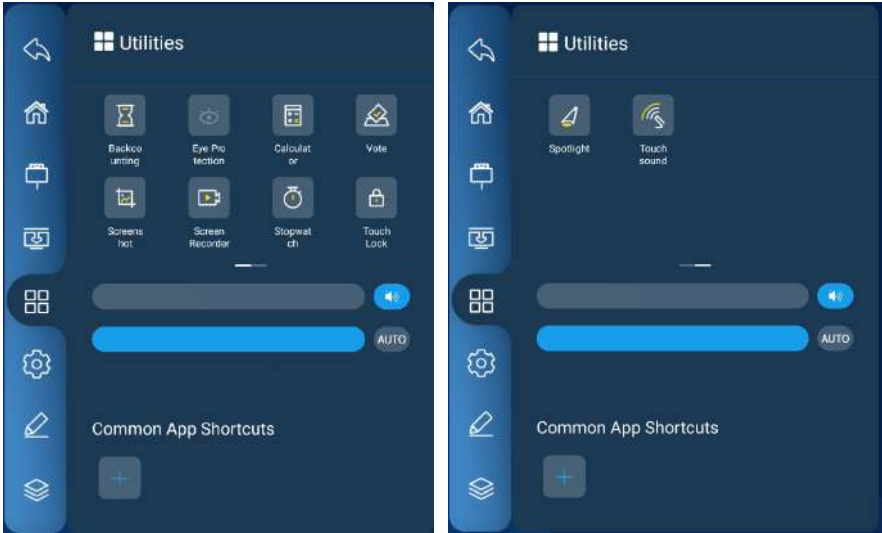 Utilities
Backco
unting
Eye Pro
tection
Calculat
or
Vote
Screens
hot
Screen
Recorder
Stopwat
ch
Touch
Lock
AUTO
Common App Shortcuts
Utilities
Spotlight
Touch
sound
AUTO
Common App Shortcuts